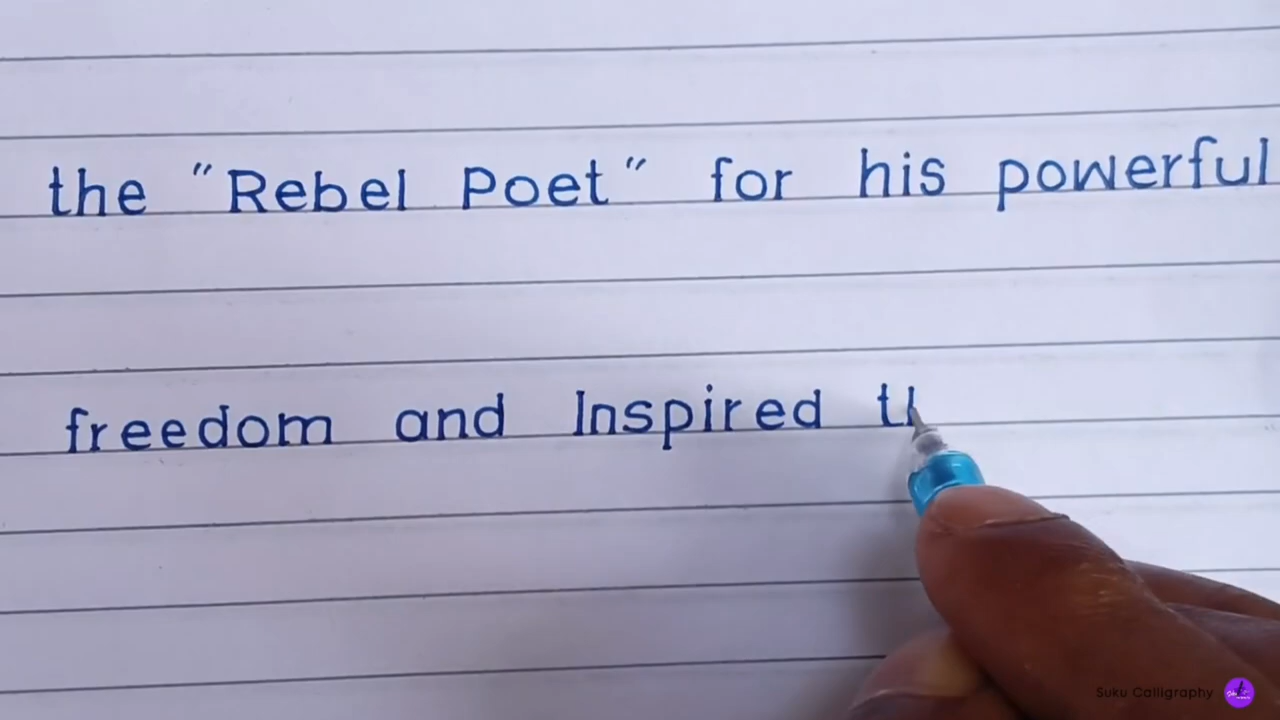 the "Rebel Poet" for his powerful
freedom and Inspired
Suku Calligraphy